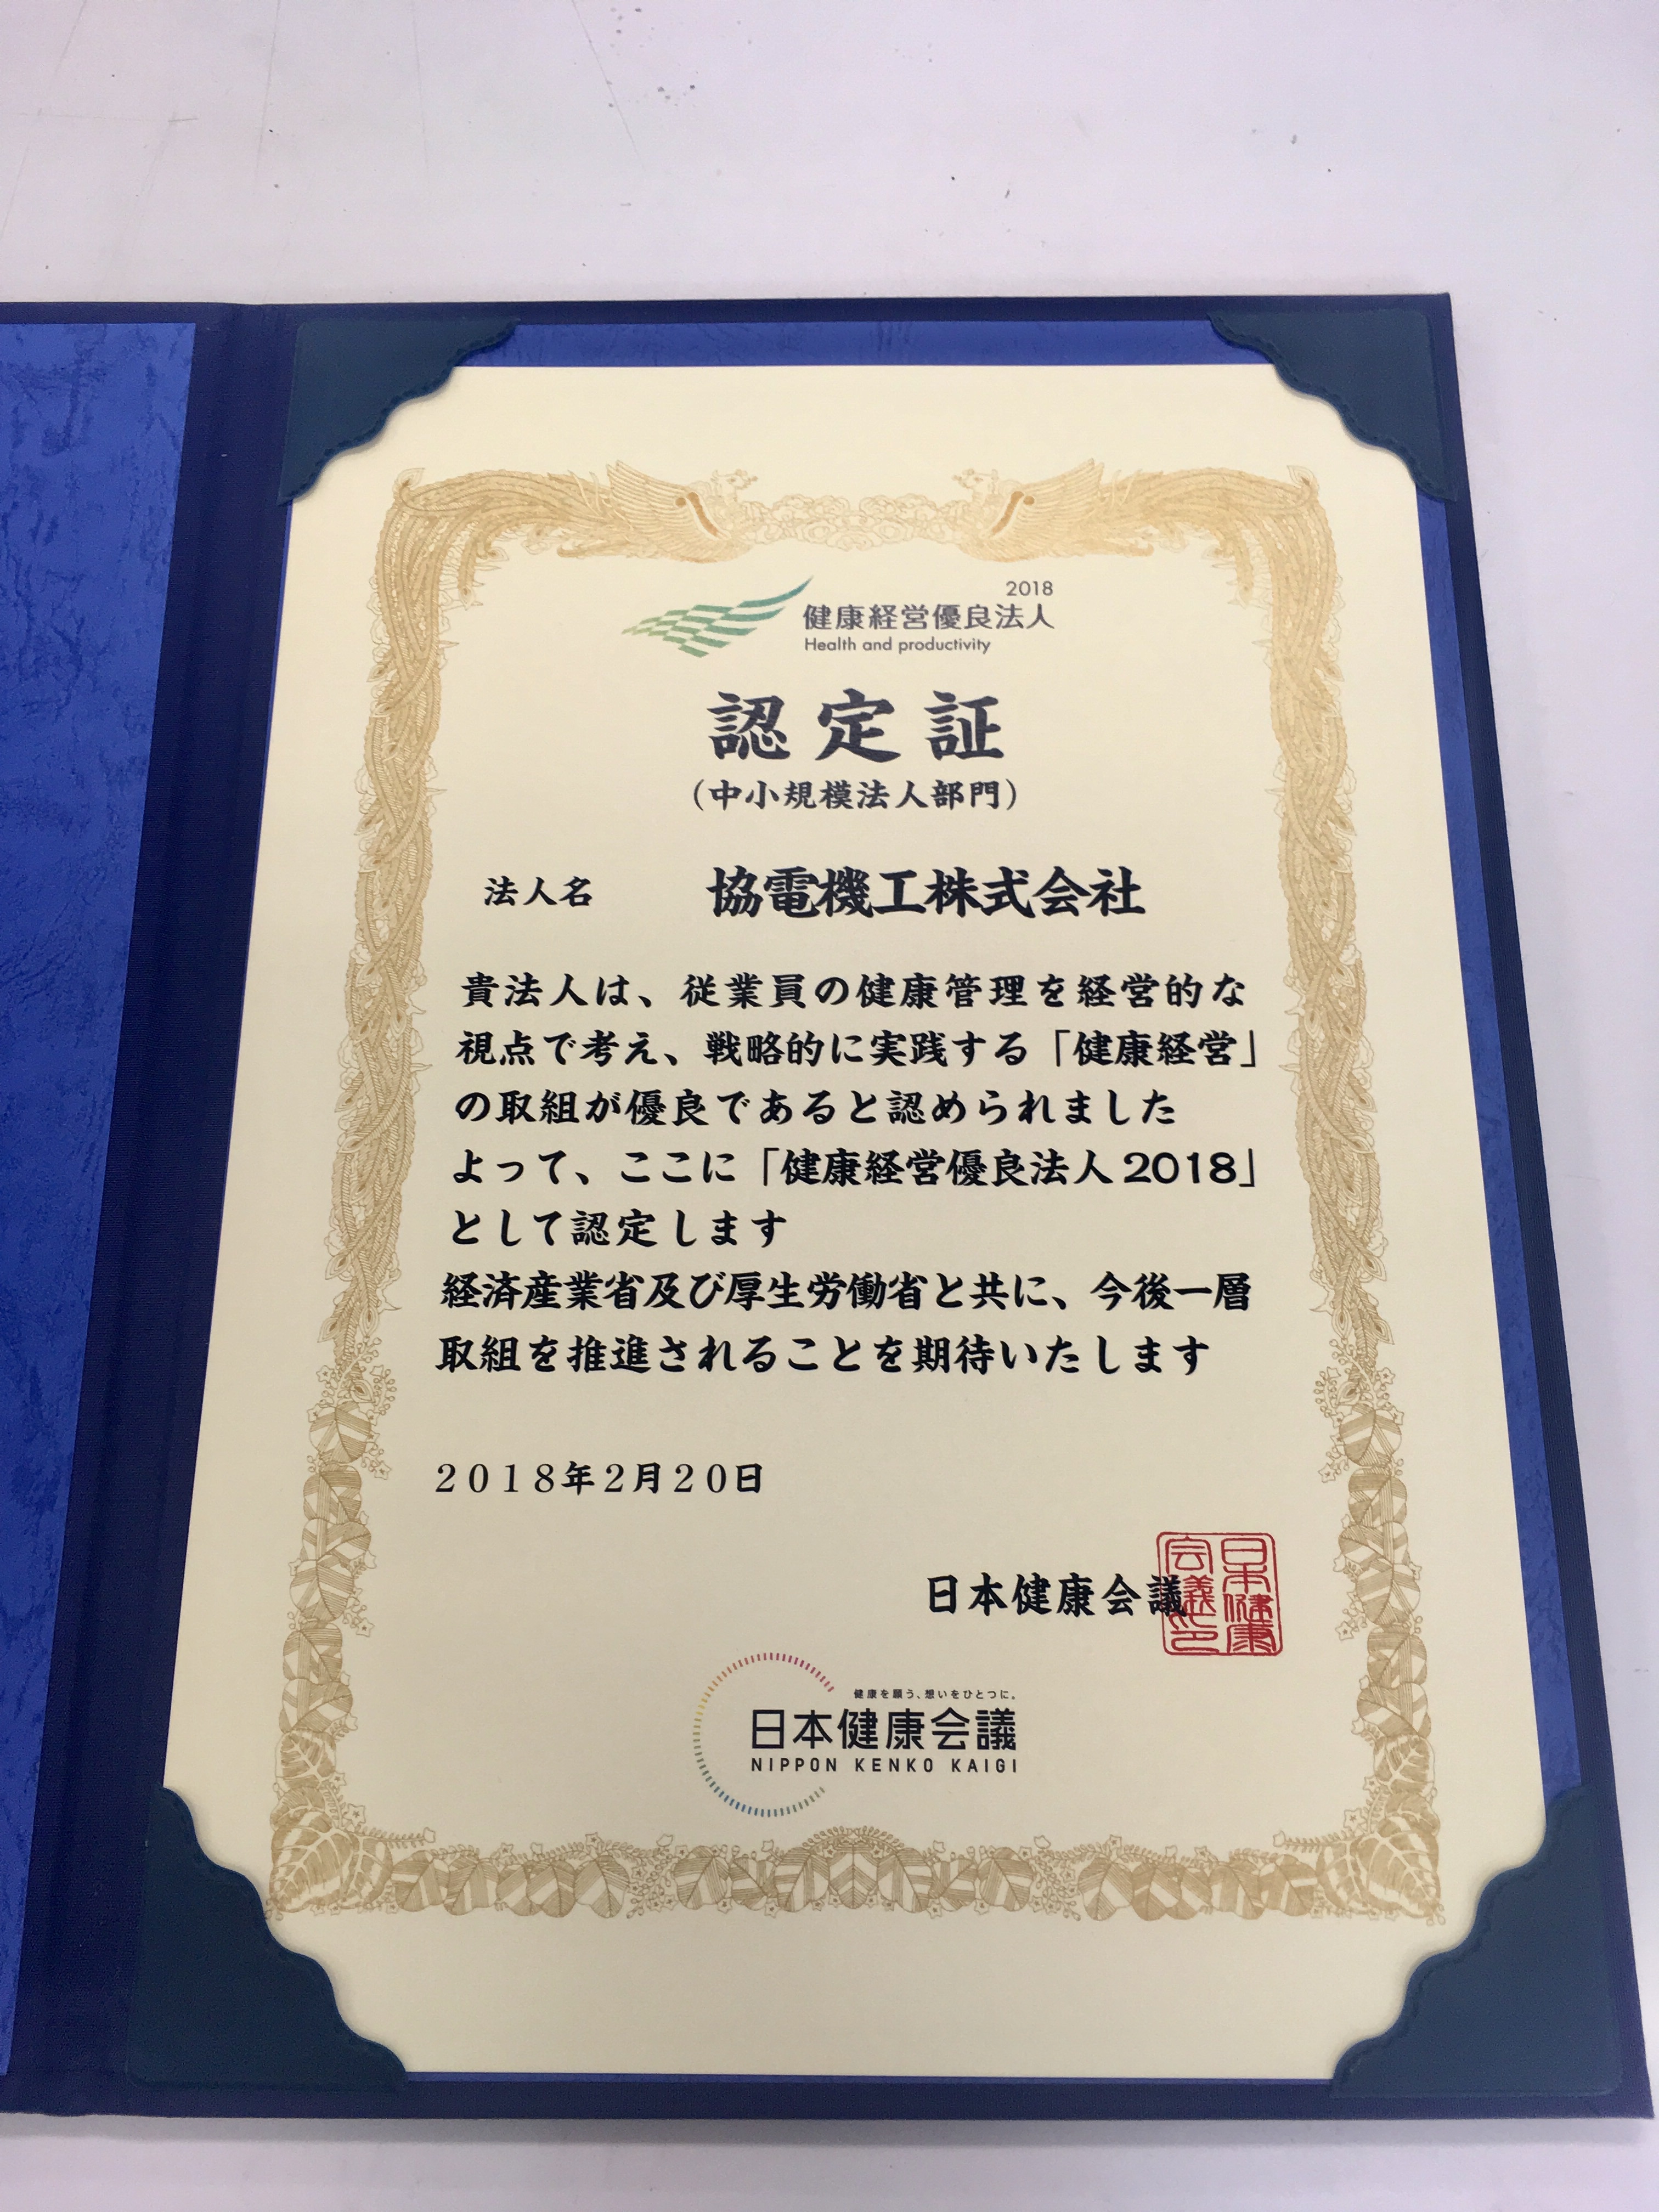 2018
健康経営優良法人
Health and productivity
認定証
(中小規模法人部門)
法人名 協電機工株式会社
貴法人は、従業員の健康管理を経営的な
視点で考え、戦略的に実践する「健康経営」
の取組が優良であると認められました
よって、ここに「健康経営優良法人2018」
として認定します
経済産業省及び厚生労働省と共に、今後一層
取組を推進されることを期待いたします
2018年2月20日
日本健康会議
日本健康
会議印
健康を願う、想いをひとつに。
日本健康会議
NIPPON KENKO KAIGI